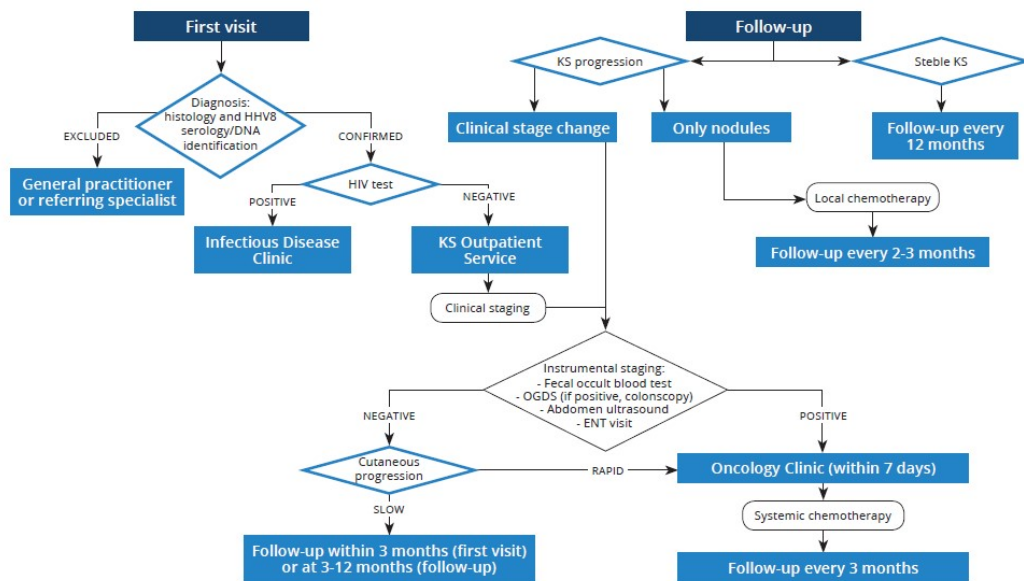 First visit
Follow-up
KS progression
Steble KS
Diagnosis:
histology and HHV8
serology/DNA
identification
EXCLUDED
CONFIRMED
Clinical stage change
Only nodules
Follow-up every
12 months
General practitioner
or referring specialist
HIV test
POSITIVE
NEGATIVE
Local chemotherapy
Infectious Disease
Clinic
KS Outpatient
Service
Follow-up every 2-3 months
Clinical staging
Instrumental staging:
- Fecal occult blood test
- OGDS (if positive, colonscopy)
- Abdomen ultrasound
- ENT visit
NEGATIVE
POSITIVE
Cutaneous
progression
RAPID
Oncology Clinic (within 7 days)
SLOW
Systemic chemotherapy
Follow-up within 3 months (first visit)
or at 3-12 months (follow-up)
Follow-up every 3 months